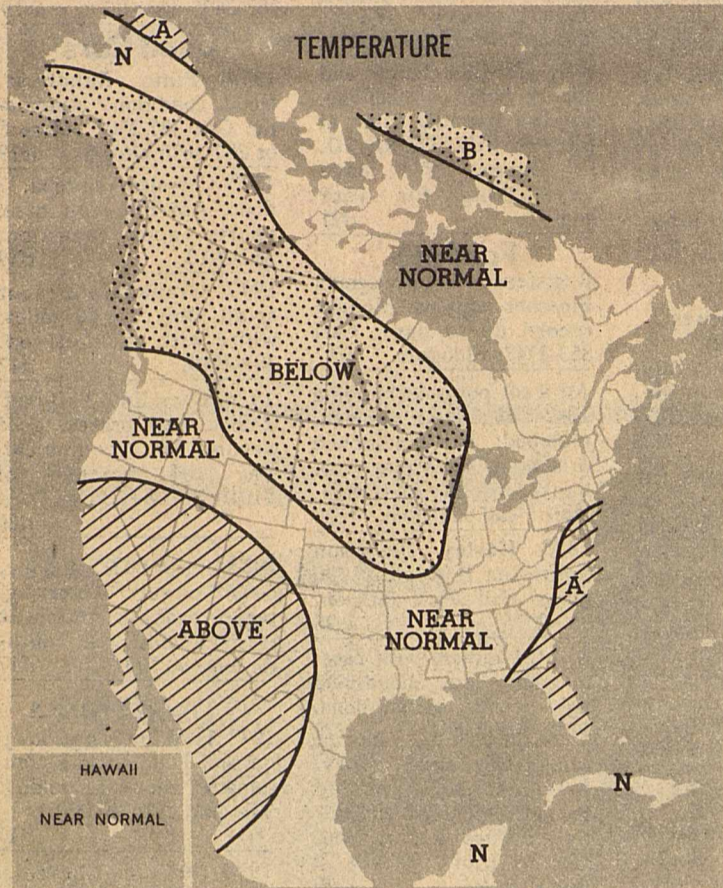 A
N
TEMPERATURE
B
NEAR
NORMAL
BELOW
NEAR
NORMAL
A
ABOVE
NEAR
NORMAL
HAWAII
NEAR NORMAL
N
N